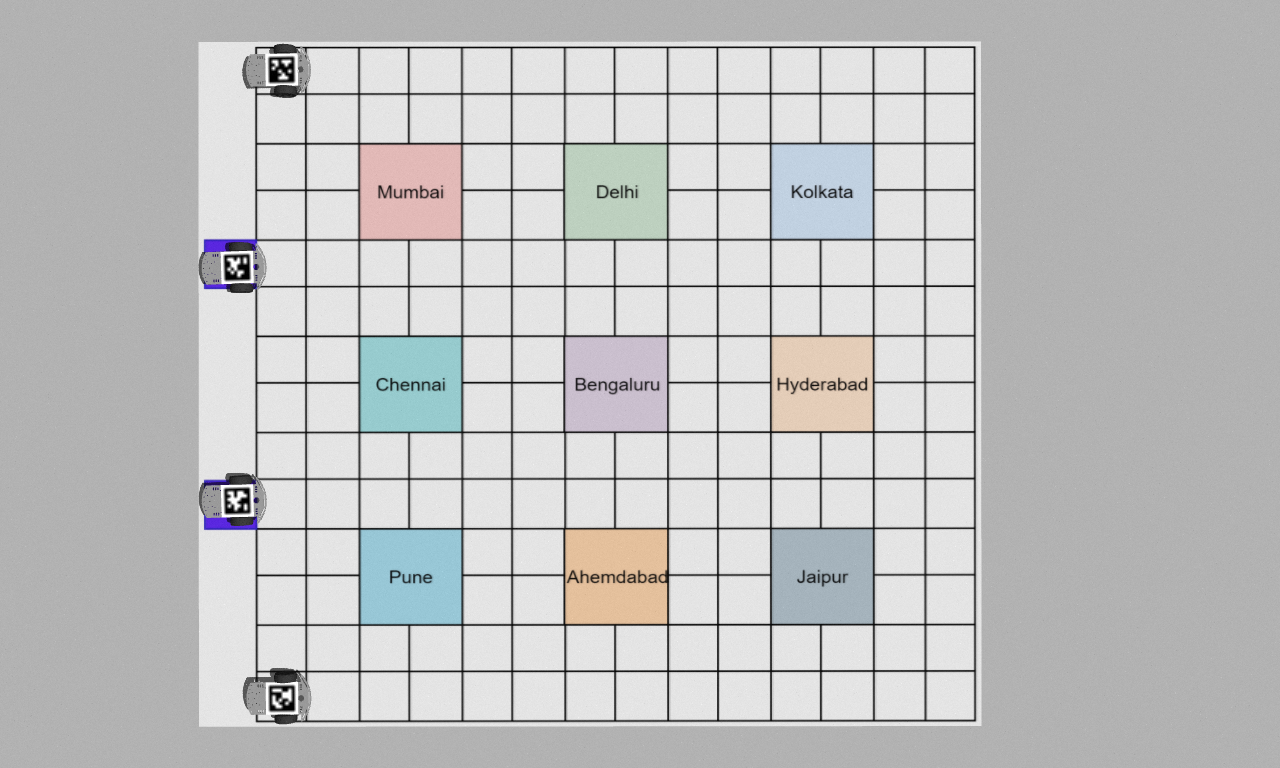 Mumbai
Delhi
Kolkata
Chennai
Bengaluru
Hyderabad
Pune
Ahemdabad
Jaipur